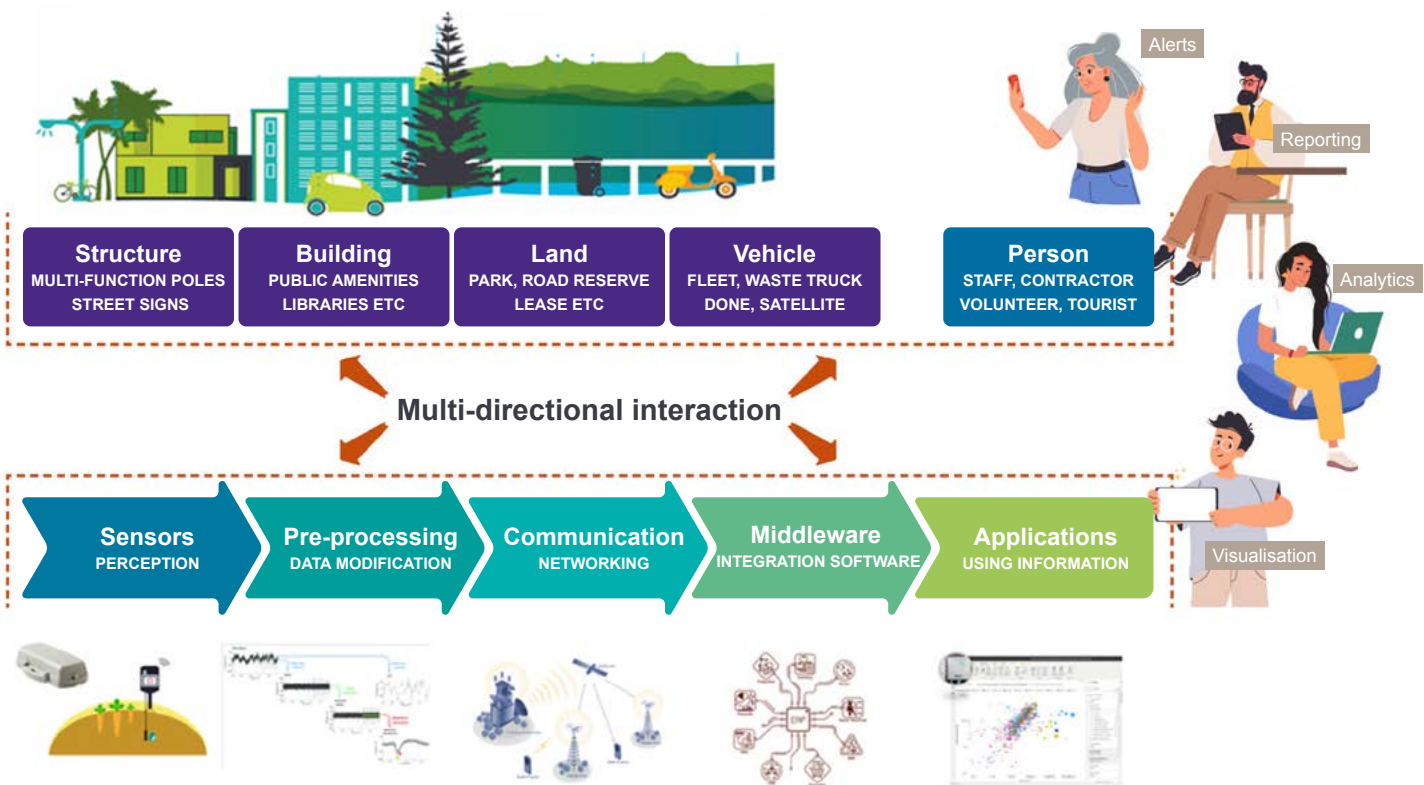 Alerts
Reporting
Analytics
Visualisation
Structure
MULTI-FUNCTION POLES
STREET SIGNS
Building
PUBLIC AMENITIES
LIBRARIES ETC
Land
PARK, ROAD RESERVE
LEASE ETC
Vehicle
FLEET, WASTE TRUCK
DONE, SATELLITE
Person
STAFF, CONTRACTOR
VOLUNTEER, TOURIST
Multi-directional interaction
Sensors
PERCEPTION
Pre-processing
DATA MODIFICATION
Communication
NETWORKING
Middleware
INTEGRATION SOFTWARE
Applications
USING INFORMATION
ERP